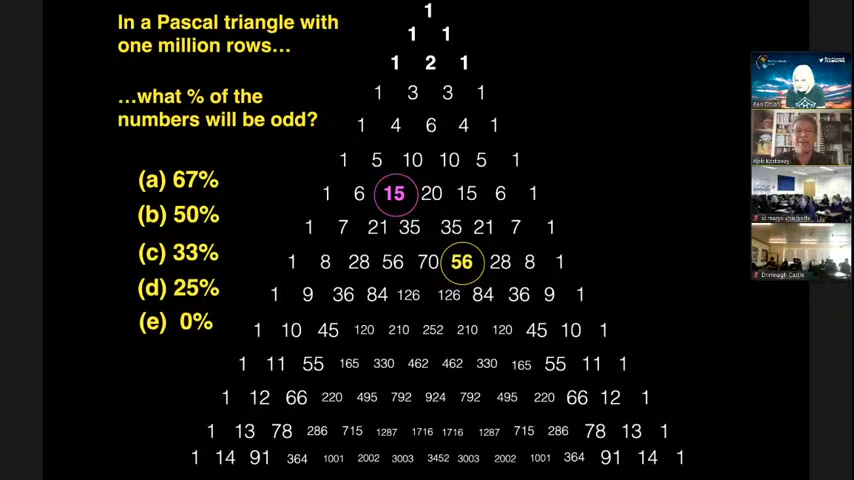 In a Pascal triangle with
one million rows…
…what % of the
numbers will be odd?
(a) 67%
(b) 50%
(c) 33%
(d) 25%
(e) 0%
1
1 1
1 2 1
1 3 3 1
1 4 6 4 1
1 5 10 10 5 1
1 6 15 20 15 6 1
1 7 21 35 35 21 7 1
1 8 28 56 70 56 28 8 1
1 9 36 84 126 126 84 36 9 1
1 10 45 120 210 252 210 120 45 10 1
1 11 55 165 330 462 462 330 165 55 11 1
1 12 66 220 495 792 924 792 495 220 66 12 1
1 13 78 286 715 1287 1716 1716 1287 715 286 78 13 1
1 14 91 364 1001 2002 3003 3452 3003 2002 1001 364 91 14 1
Drimnagh Castle